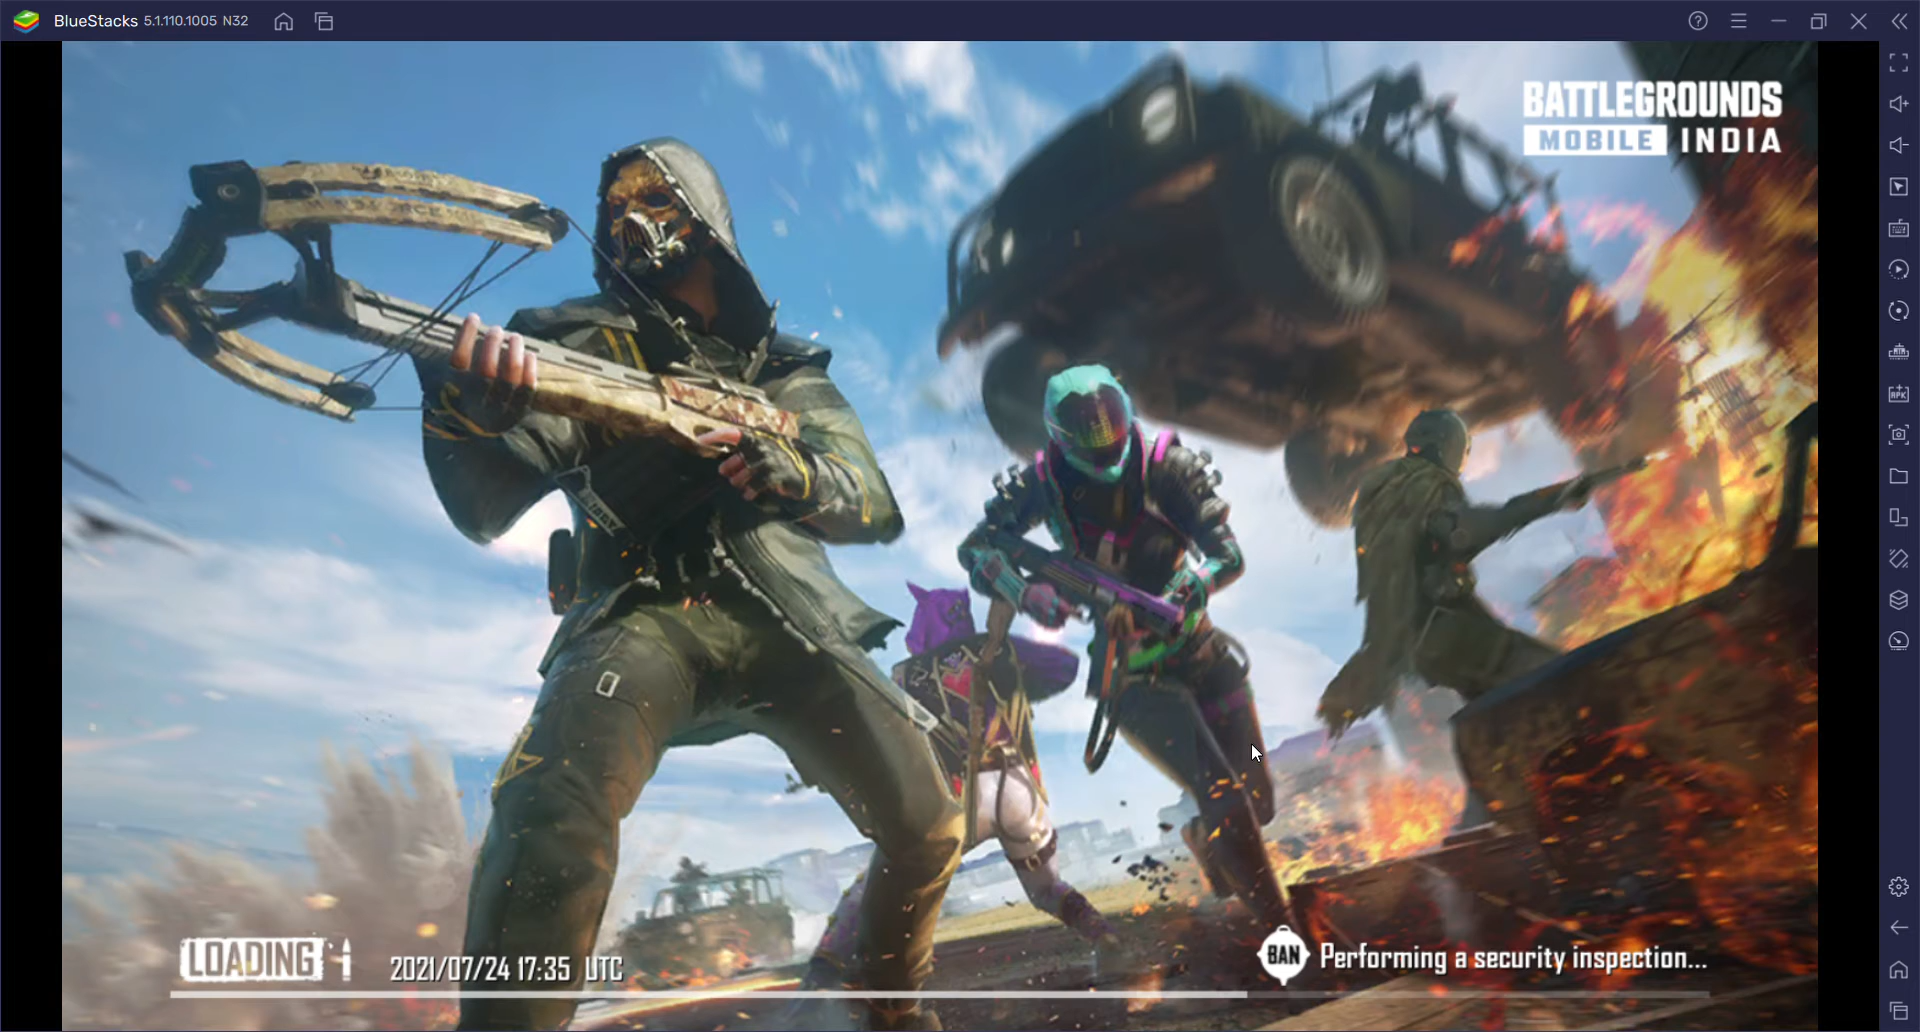 BlueStacks 5.1.110.1005 N32
BATTLEGROUNDS
MOBILE INDIA
LOADING
2021/07/24 17:35 UTC
BAN Performing a security inspection...